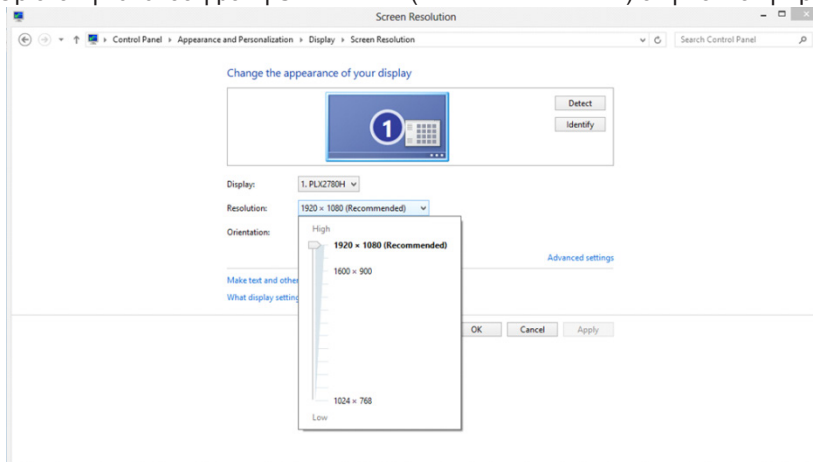 Screen Resolution
Control Panel ▸ Appearance and Personalization ▸ Display ▸ Screen Resolution
Search Control Panel
Change the appearance of your display
1
Detect
Identify
Display: 1. PLX2780H
Resolution: 1920 × 1080 (Recommended)
Orientation:
High
1920 × 1080 (Recommended)
1600 × 900
1024 × 768
Low
Advanced settings
Make text and other
What display setting
OK Cancel Apply